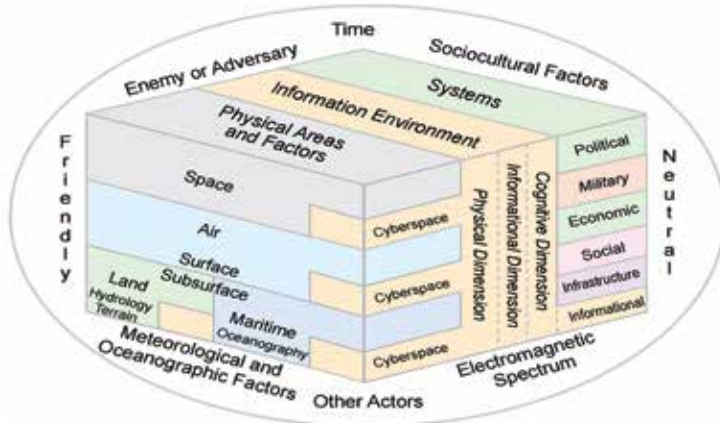 Time
Enemy or Adversary
Sociocultural Factors
Friendly
Neutral
Systems
Information Environment
Physical Areas
and Factors
Space
Air
Surface
Subsurface
Land
Hydrology
Terrain
Maritime
Oceanography
Cyberspace
Cyberspace
Cyberspace
Physical Dimension
Informational Dimension
Cognitive Dimension
Political
Military
Economic
Social
Infrastructure
Informational
Meteorological and
Oceanographic Factors
Electromagnetic
Spectrum
Other Actors